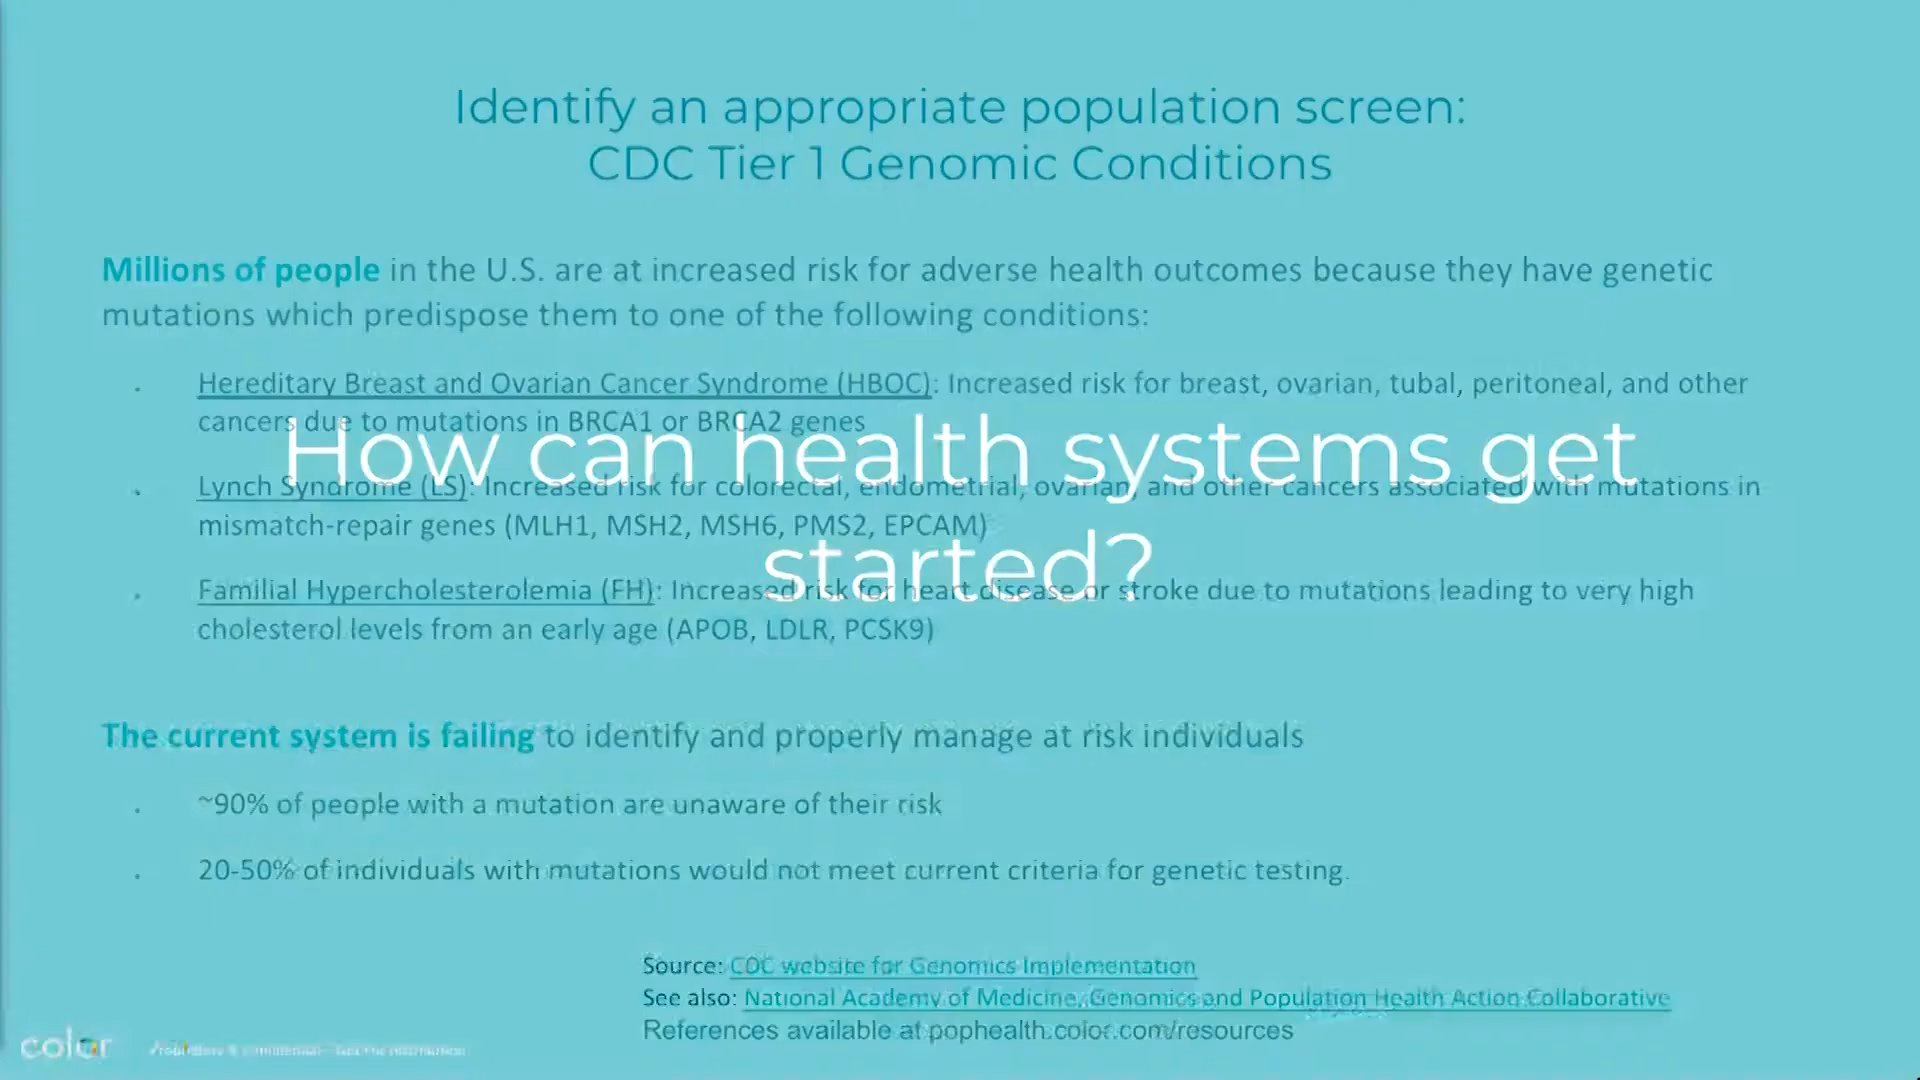 Identify an appropriate population screen:
CDC Tier 1 Genomic Conditions
Millions of people in the U.S. are at increased risk for adverse health outcomes because they have genetic
mutations which predispose them to one of the following conditions:
Hereditary Breast and Ovarian Cancer Syndrome (HBOC): Increased risk for breast, ovarian, tubal, peritoneal, and other
cancers due to mutations in BRCA1 or BRCA2 genes
How can health systems get
started?
Lynch Syndrome (LS): Increased risk for colorectal, endometrial, ovarian, and other cancers associated with mutations in
mismatch-repair genes (MLH1, MSH2, MSH6, PMS2, EPCAM)
Familial Hypercholesterolemia (FH): Increased risk for heart disease or stroke due to mutations leading to very high
cholesterol levels from an early age (APOB, LDLR, PCSK9)
The current system is failing to identify and properly manage at risk individuals
~90% of people with a mutation are unaware of their risk
20-50% of individuals with mutations would not meet current criteria for genetic testing.
Source: CDC website for Genomics Implementation
See also: National Academy of Medicine, Genomics and Population Health Action Collaborative
References available at pophealth.color.com/resources
color